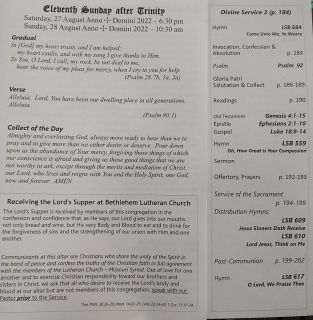 Eleventh Sunday after Trinity
Saturday, 27 August Anno ✠ Domini 2022 – 6:30 pm
Sunday, 28 August Anno ✠ Domini 2022 – 10:30 am
Gradual
In [God] my heart trusts, and I am helped;
my heart exults, and with my song I give thanks to Him.
To You, O Lord, I call; my rock, be not deaf to me,
hear the voice of my pleas for mercy, when I cry to you for help.
(Psalm 28:7b, 1a, 2a)
Verse
Alleluia. Lord, You have been our dwelling place in all generations.
Alleluia.
(Psalm 90:1)
Collect of the Day
Almighty and everlasting God, always more ready to hear than we to
pray and to give more than we either desire or deserve. Pour down
upon us the abundance of Your mercy, forgiving those things of which
our conscience is afraid and giving us those good things that we are
not worthy to ask, except through the merits and mediation of Christ,
our Lord, who lives and reigns with You and the Holy Spirit, one God,
now and forever. AMEN.
Receiving the Lord's Supper at Bethlehem Lutheran Church
The Lord's Supper is received by members of this congregation in the
confession and confidence that, as He says, our Lord gives into our mouths
not only bread and wine, but His very Body and Blood to eat and to drink for
the forgiveness of sins and the strengthening of our union with Him and one
another.
Communicants at this altar are Christians who share the unity of the Spirit in
the bond of peace and confess the truths of the Christian faith in full agreement
with the members of the Lutheran Church – Missouri Synod. Out of love for one
another and to exercise Christian responsibility toward our brothers and
sisters in Christ, we ask that all who desire to receive the Lord's body and
blood at our altar but are not members of this congregation, speak with our
Pastor prior to the Service.
Divine Service 3 (p. 184)
Hymn LSB 684
Come Unto Me, Ye Weary
Invocation, Confession &
Absolution p. 184
Psalm Psalm 92
Gloria Patri
Salutation & Collect p. 186-189
Readings p. 190
Old Testament Genesis 4:1-15
Epistle Ephesians 2:1-10
Gospel Luke 18:9-14
Hymn LSB 559
Oh, How Great Is Your Compassion
Sermon
Offertory, Prayers p. 192-193
Service of the Sacrament
p. 194-199
Distribution Hymns:
LSB 609
Jesus Sinners Doth Receive
LSB 610
Lord Jesus, Think on Me
Post-Communion p. 199-202
Hymn LSB 617
O Lord, We Praise Thee